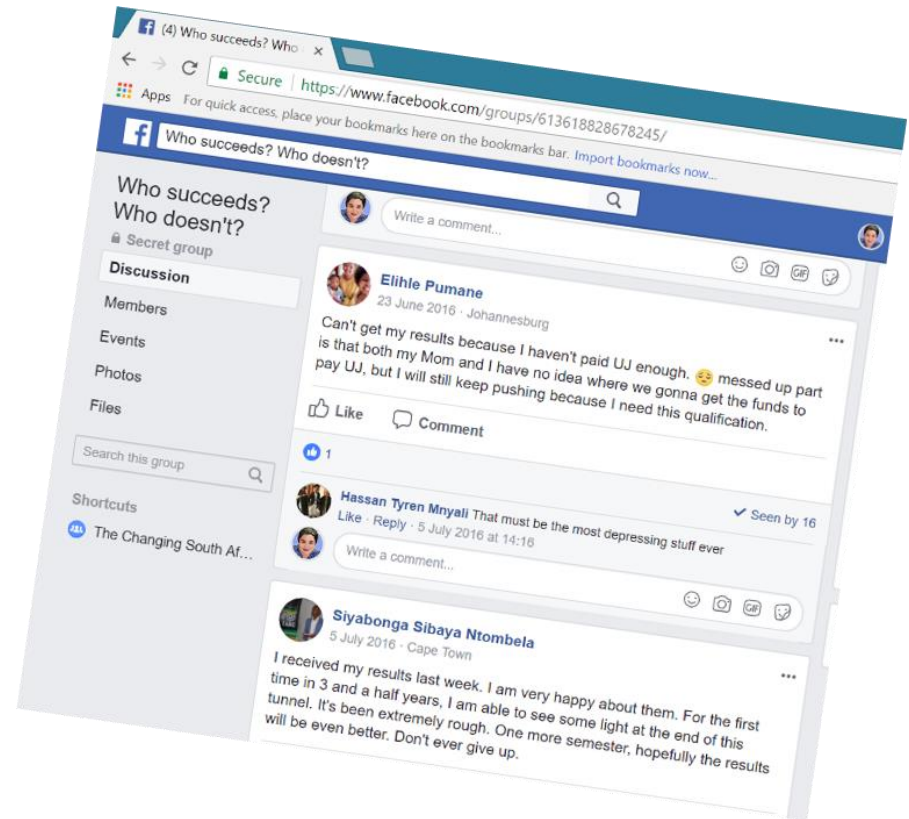 (4) Who succeeds? Who
Secure https://www.facebook.com/groups/613618828678245/
Apps For quick access, place your bookmarks here on the bookmarks bar. Import bookmarks now...
Who succeeds? Who doesn't?
Who succeeds?
Who doesn't?
Secret group
Discussion
Members
Events
Photos
Files
Search this group
Shortcuts
The Changing South Af...
Write a comment...
GIF
Elihle Pumane
23 June 2016 · Johannesburg
Can't get my results because I haven't paid UJ enough. 😔 messed up part
is that both my Mom and I have no idea where we gonna get the funds to
pay UJ, but I will still keep pushing because I need this qualification.
Like Comment
1
Seen by 16
Hassan Tyren Mnyali That must be the most depressing stuff ever
Like · Reply · 5 July 2016 at 14:16
Write a comment...
GIF
Siyabonga Sibaya Ntombela
5 July 2016 · Cape Town
I received my results last week. I am very happy about them. For the first
time in 3 and a half years, I am able to see some light at the end of this
tunnel. It's been extremely rough. One more semester, hopefully the results
will be even better. Don't ever give up.